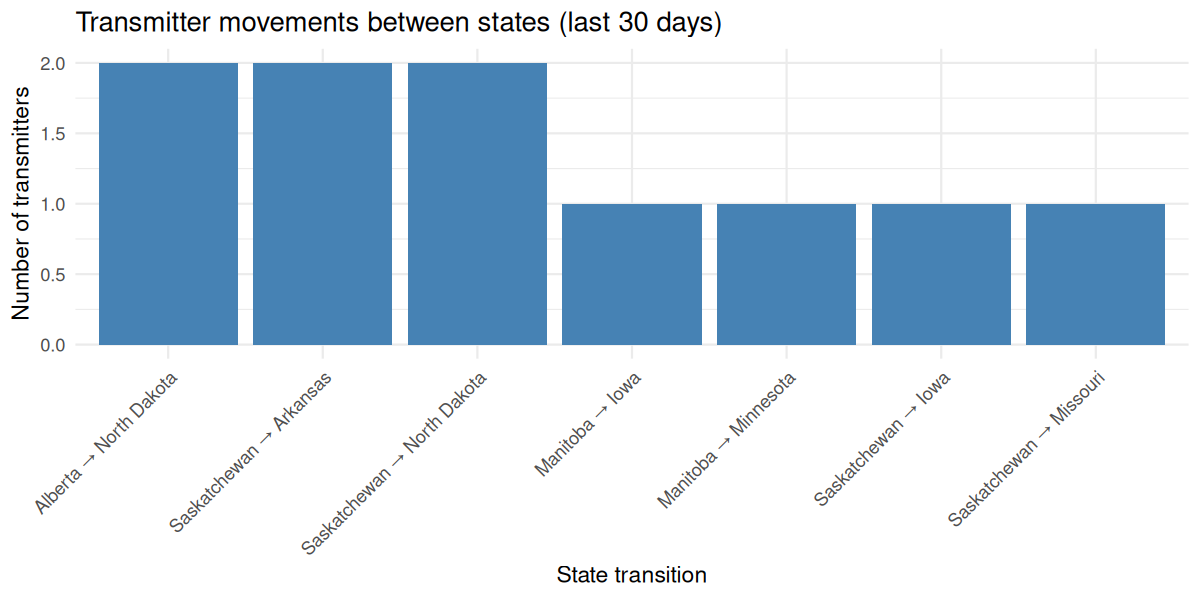 Transmitter movements between states (last 30 days)
Number of transmitters
2.0
1.5
1.0
0.5
0.0
Alberta → North Dakota
Saskatchewan → Arkansas
Saskatchewan → North Dakota
Manitoba → Iowa
Manitoba → Minnesota
Saskatchewan → Iowa
Saskatchewan → Missouri
State transition